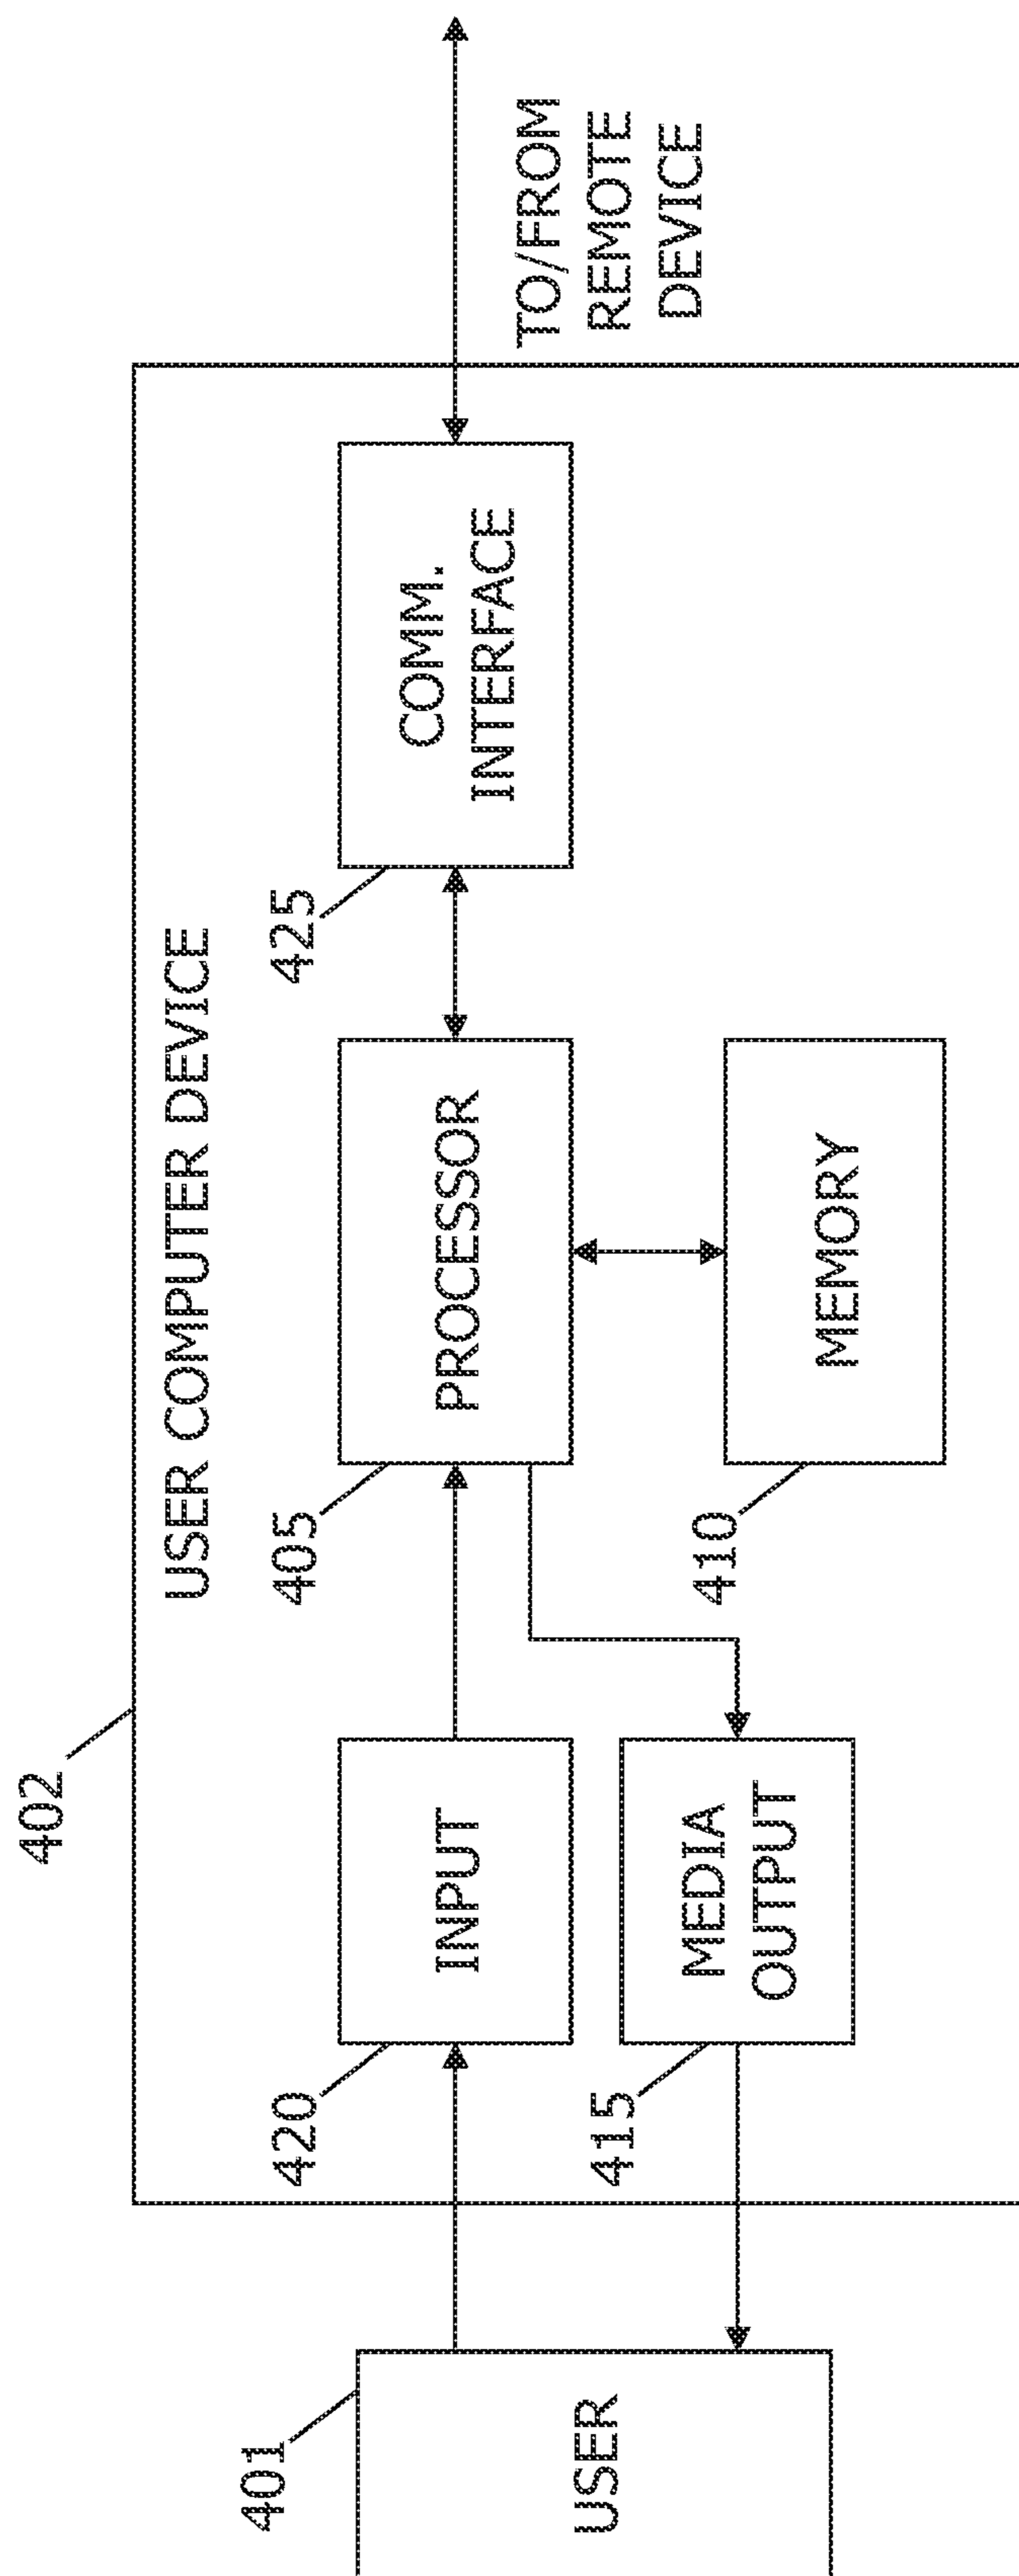 402
USER COMPUTER DEVICE
401
420
405
425
USER
INPUT
PROCESSOR
COMM.
INTERFACE
TO/FROM
REMOTE
DEVICE
415
410
MEDIA
OUTPUT
MEMORY